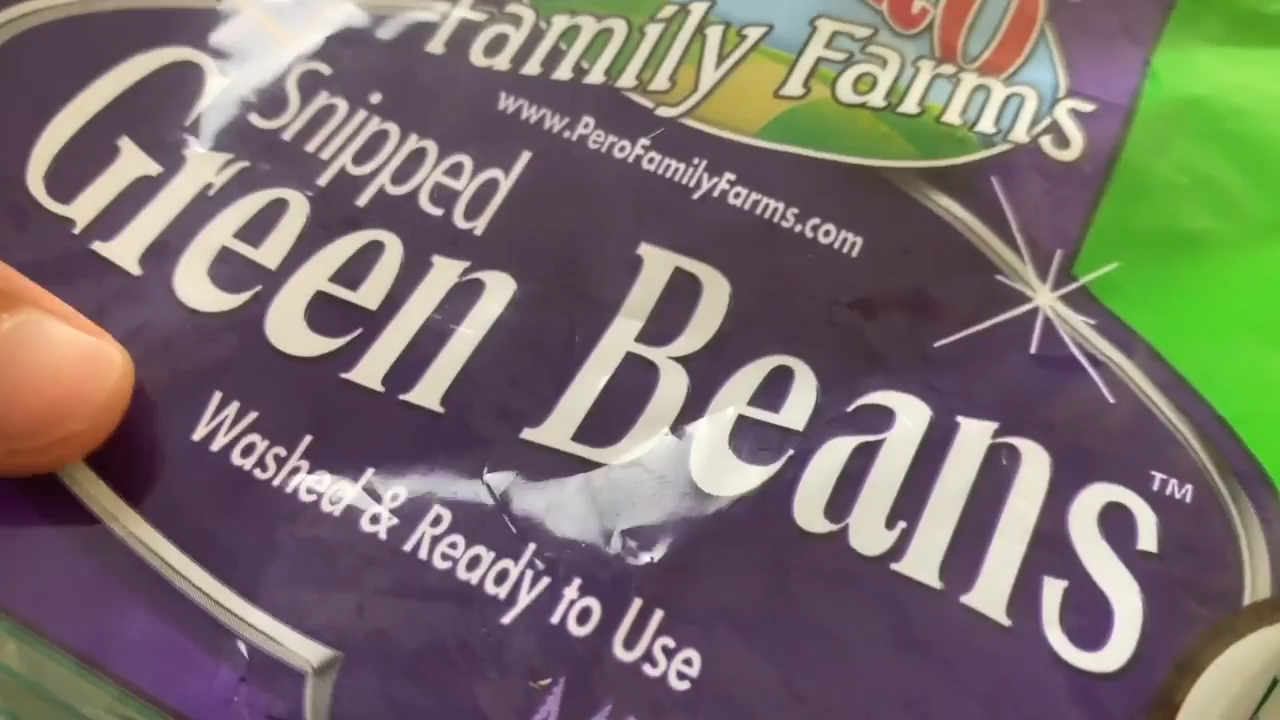 Family Farms
www.PeroFamilyFarms.com
Snipped
Green Beans™
Washed & Ready to Use